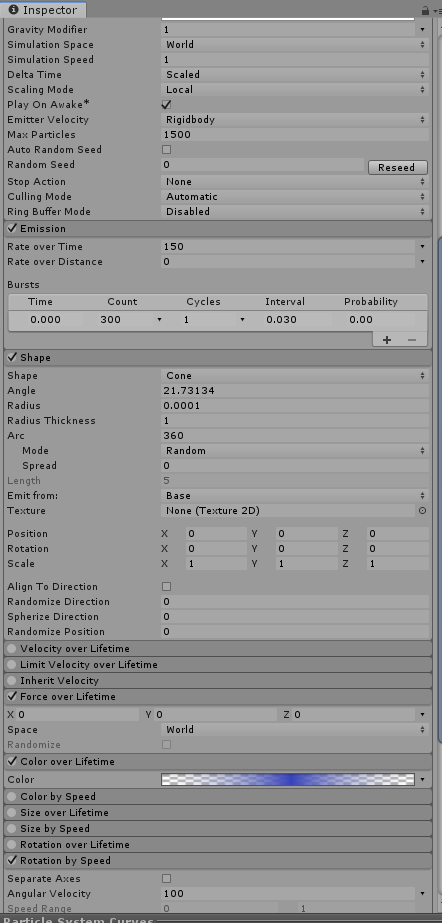 Inspector
Gravity Modifier 1
Simulation Space World
Simulation Speed 1
Delta Time Scaled
Scaling Mode Local
Play On Awake*
Emitter Velocity Rigidbody
Max Particles 1500
Auto Random Seed
Random Seed 0 Reseed
Stop Action None
Culling Mode Automatic
Ring Buffer Mode Disabled
Emission
Rate over Time 150
Rate over Distance 0
Bursts
Time Count Cycles Interval Probability
0.000 300 1 0.030 0.00
Shape
Shape Cone
Angle 21.73134
Radius 0.0001
Radius Thickness 1
Arc 360
Mode Random
Spread 0
Length 5
Emit from: Base
Texture None (Texture 2D)
Position X 0 Y 0 Z 0
Rotation X 0 Y 0 Z 0
Scale X 1 Y 1 Z 1
Align To Direction
Randomize Direction 0
Spherize Direction 0
Randomize Position 0
Velocity over Lifetime
Limit Velocity over Lifetime
Inherit Velocity
Force over Lifetime
X 0 Y 0 Z 0
Space World
Randomize
Color over Lifetime
Color
Color by Speed
Size over Lifetime
Size by Speed
Rotation over Lifetime
Rotation by Speed
Separate Axes
Angular Velocity 100
Speed Range 0 1
Particle System Curves